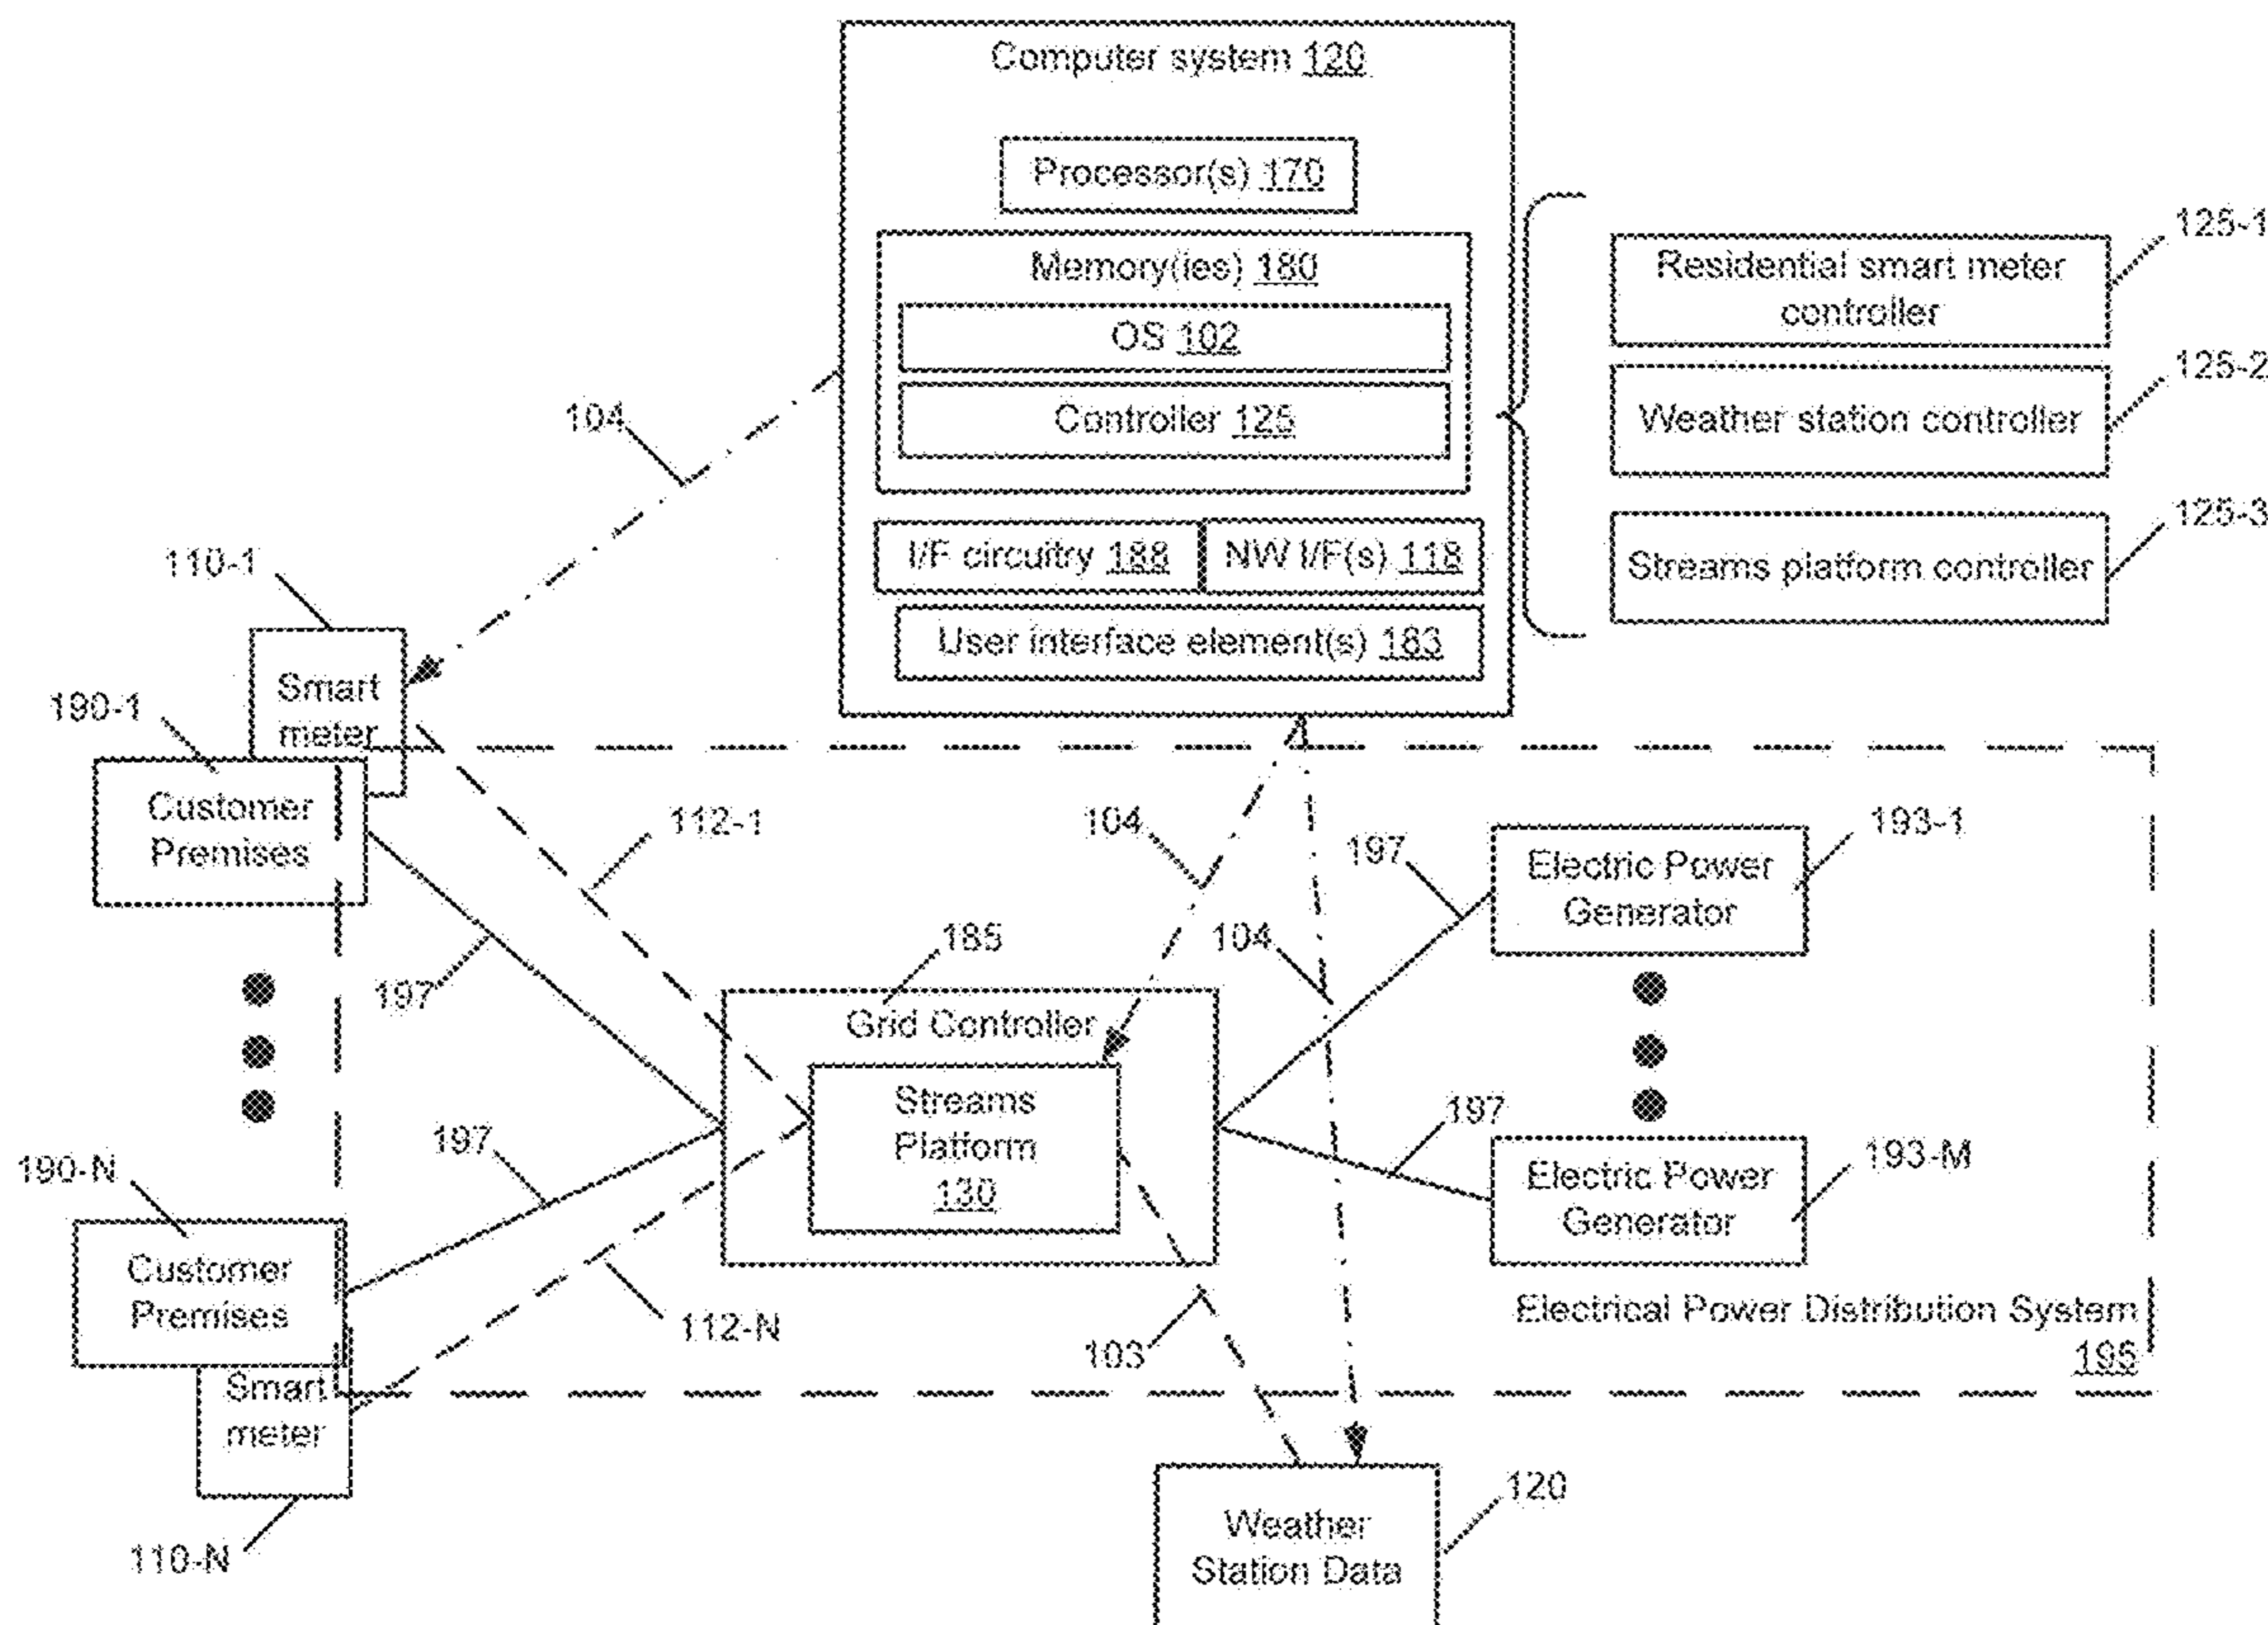 Computer system 120
Processor(s) 170
Memory(ies) 180
OS 102
Controller 125
I/F circuitry 188
NW I/F(s) 118
User interface element(s) 183
125-1
Residential smart meter
controller
125-2
Weather station controller
125-3
Streams platform controller
104
110-1
Smart
meter
190-1
Customer
Premises
112-1
104
197
193-1
Electric Power
Generator
197
185
104
Grid Controller
Streams
Platform
130
197
197
193-M
Electric Power
Generator
190-N
Customer
Premises
112-N
103
Electrical Power Distribution System
195
Smart
meter
110-N
120
Weather
Station Data